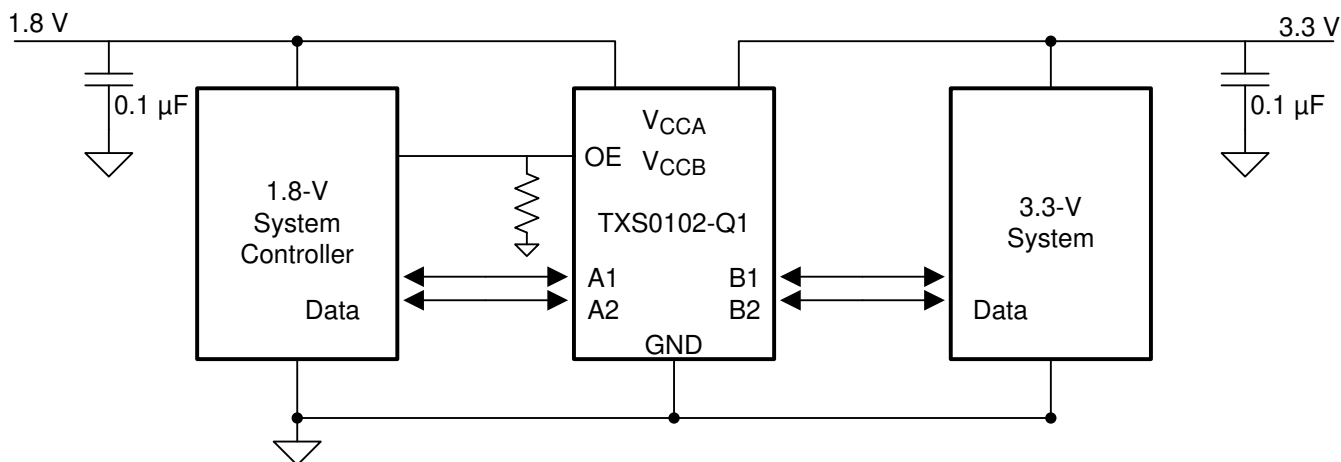 1.8 V
3.3 V
0.1 µF
0.1 µF
VCCA
OE VCCB
1.8-V
System
Controller
TXS0102-Q1
3.3-V
System
A1 B1
A2 B2
Data
Data
GND